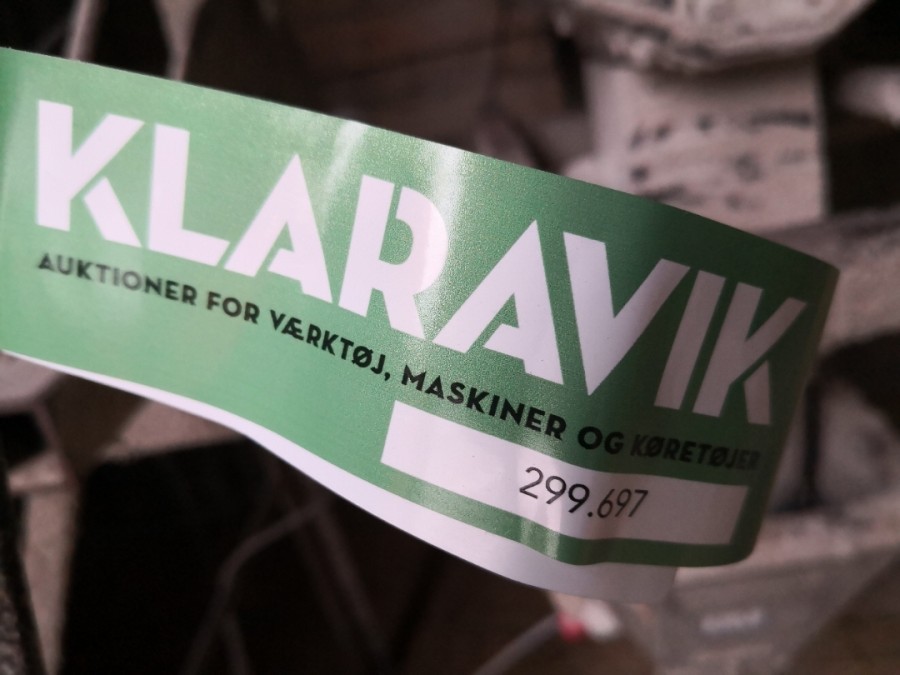 KLARAVIK
AUKTIONER FOR VÆRKTØJ, MASKINER OG KØRETØJER
299.697